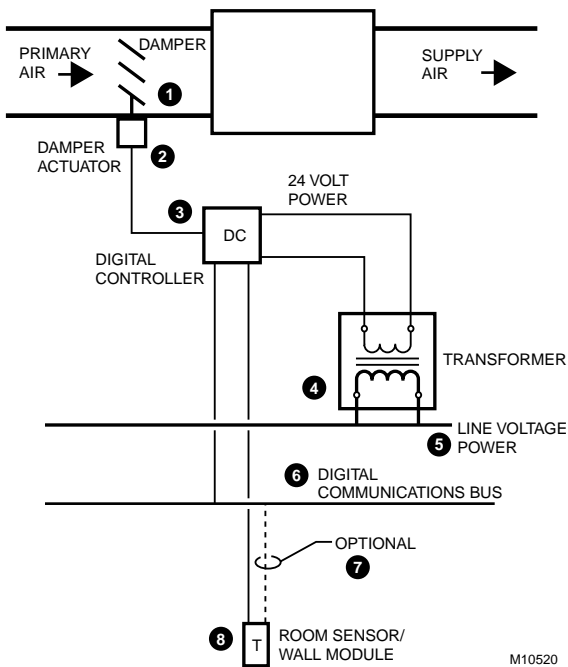 DAMPER
PRIMARY
AIR
SUPPLY
AIR
1
DAMPER
ACTUATOR
2
3
24 VOLT
POWER
DC
DIGITAL
CONTROLLER
TRANSFORMER
4
5
LINE VOLTAGE
POWER
6
DIGITAL
COMMUNICATIONS BUS
OPTIONAL
7
8
T
ROOM SENSOR/
WALL MODULE
M10520